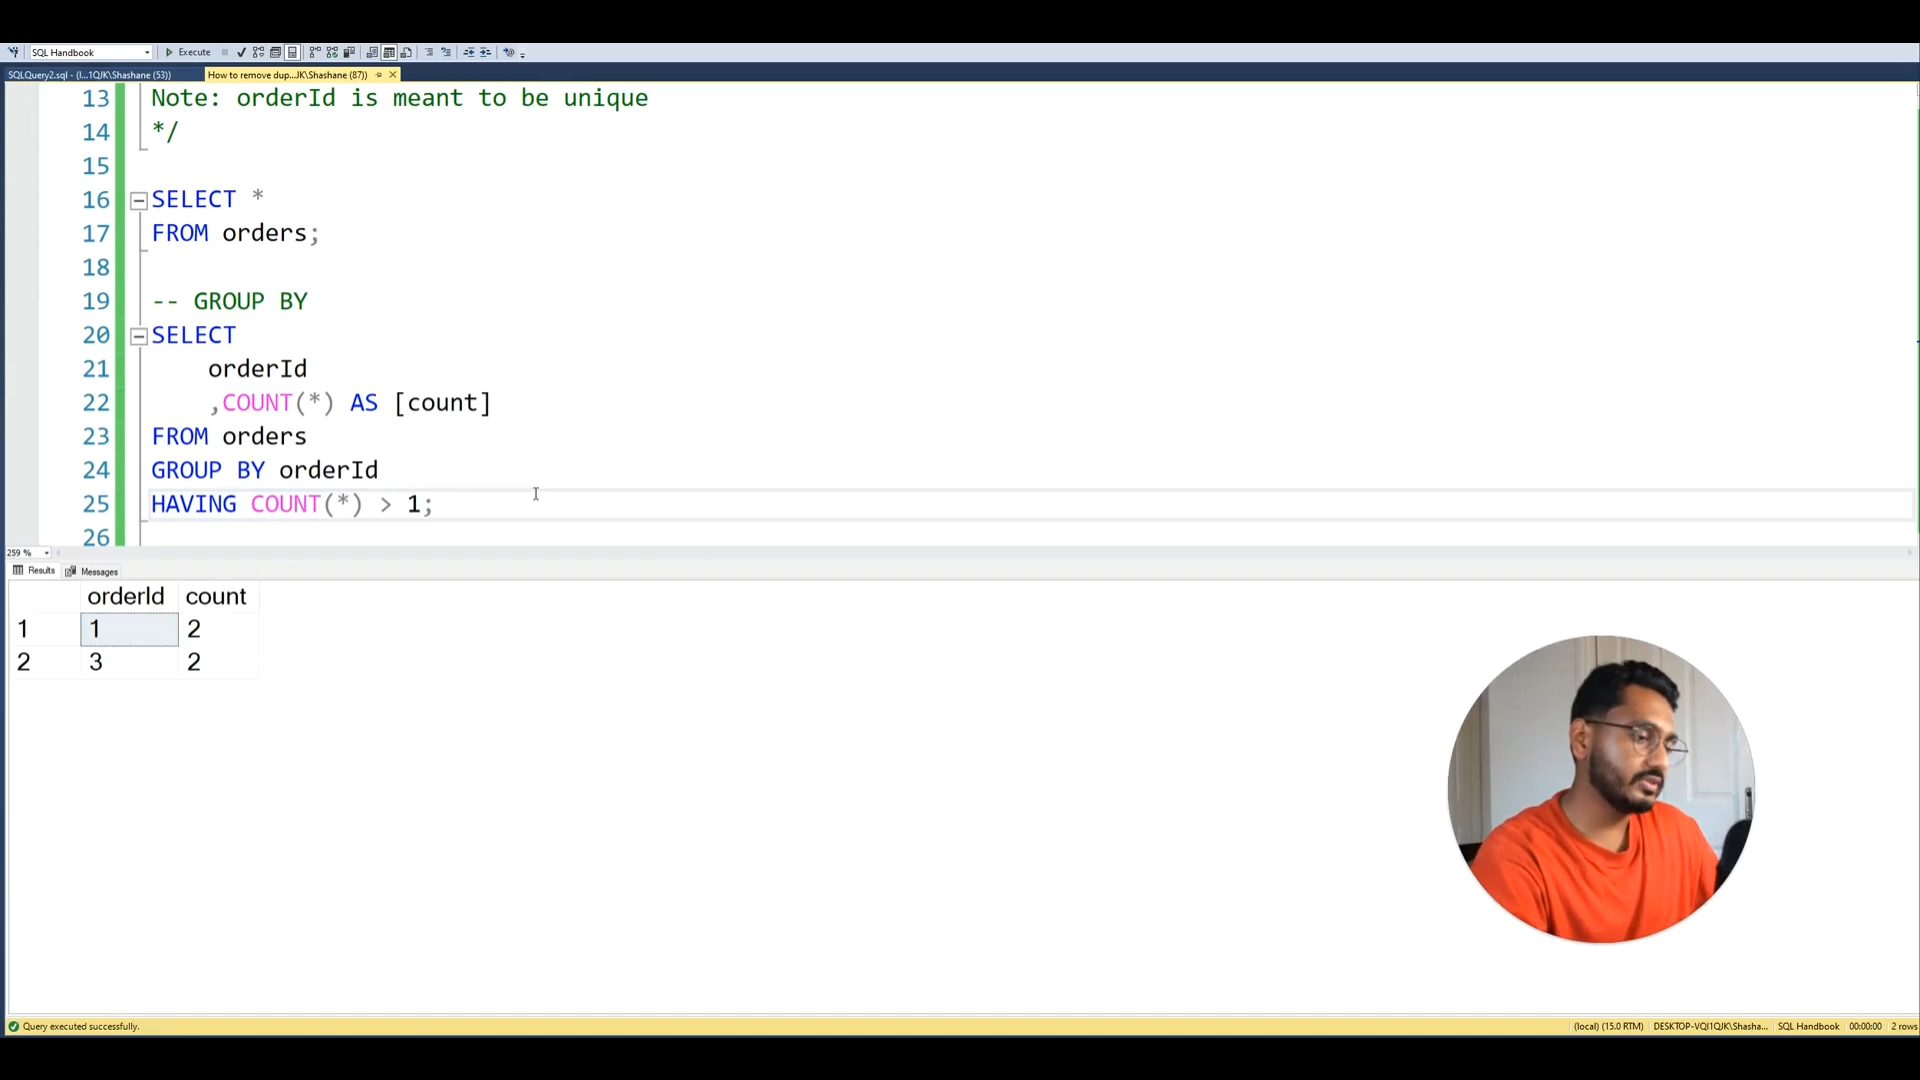 SQL Handbook
Execute
SQLQuery2.sql - (l...1QJK\Shashane (53))
How to remove dup...JK\Shashane (87))
13 Note: orderId is meant to be unique
14 */
15
16 SELECT *
17 FROM orders;
18
19 -- GROUP BY
20 SELECT
21 orderId
22 ,COUNT(*) AS [count]
23 FROM orders
24 GROUP BY orderId
25 HAVING COUNT(*) > 1;
26
259 %
Results Messages
orderId count
1 1 2
2 3 2
Query executed successfully.
(local) (15.0 RTM) DESKTOP-VQI1QJK\Shasha... SQL Handbook 00:00:00 2 rows